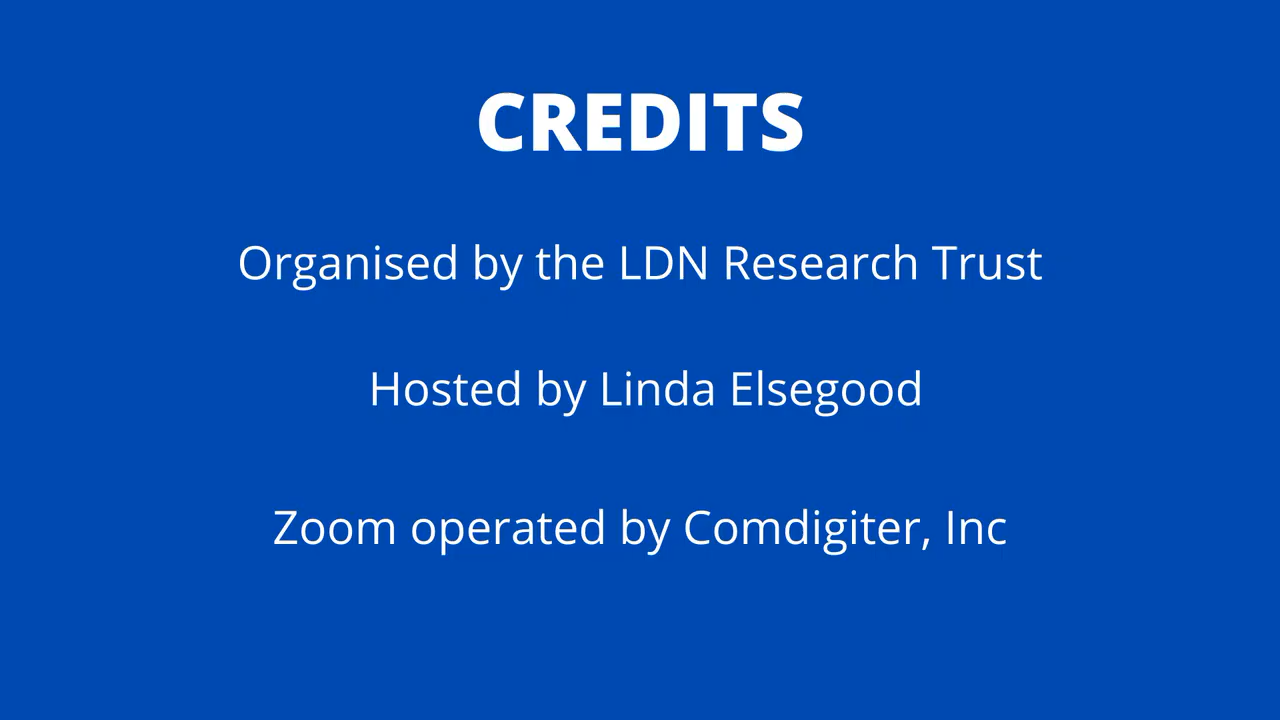 CREDITS
Organised by the LDN Research Trust
Hosted by Linda Elsegood
Zoom operated by Comdigiter, Inc